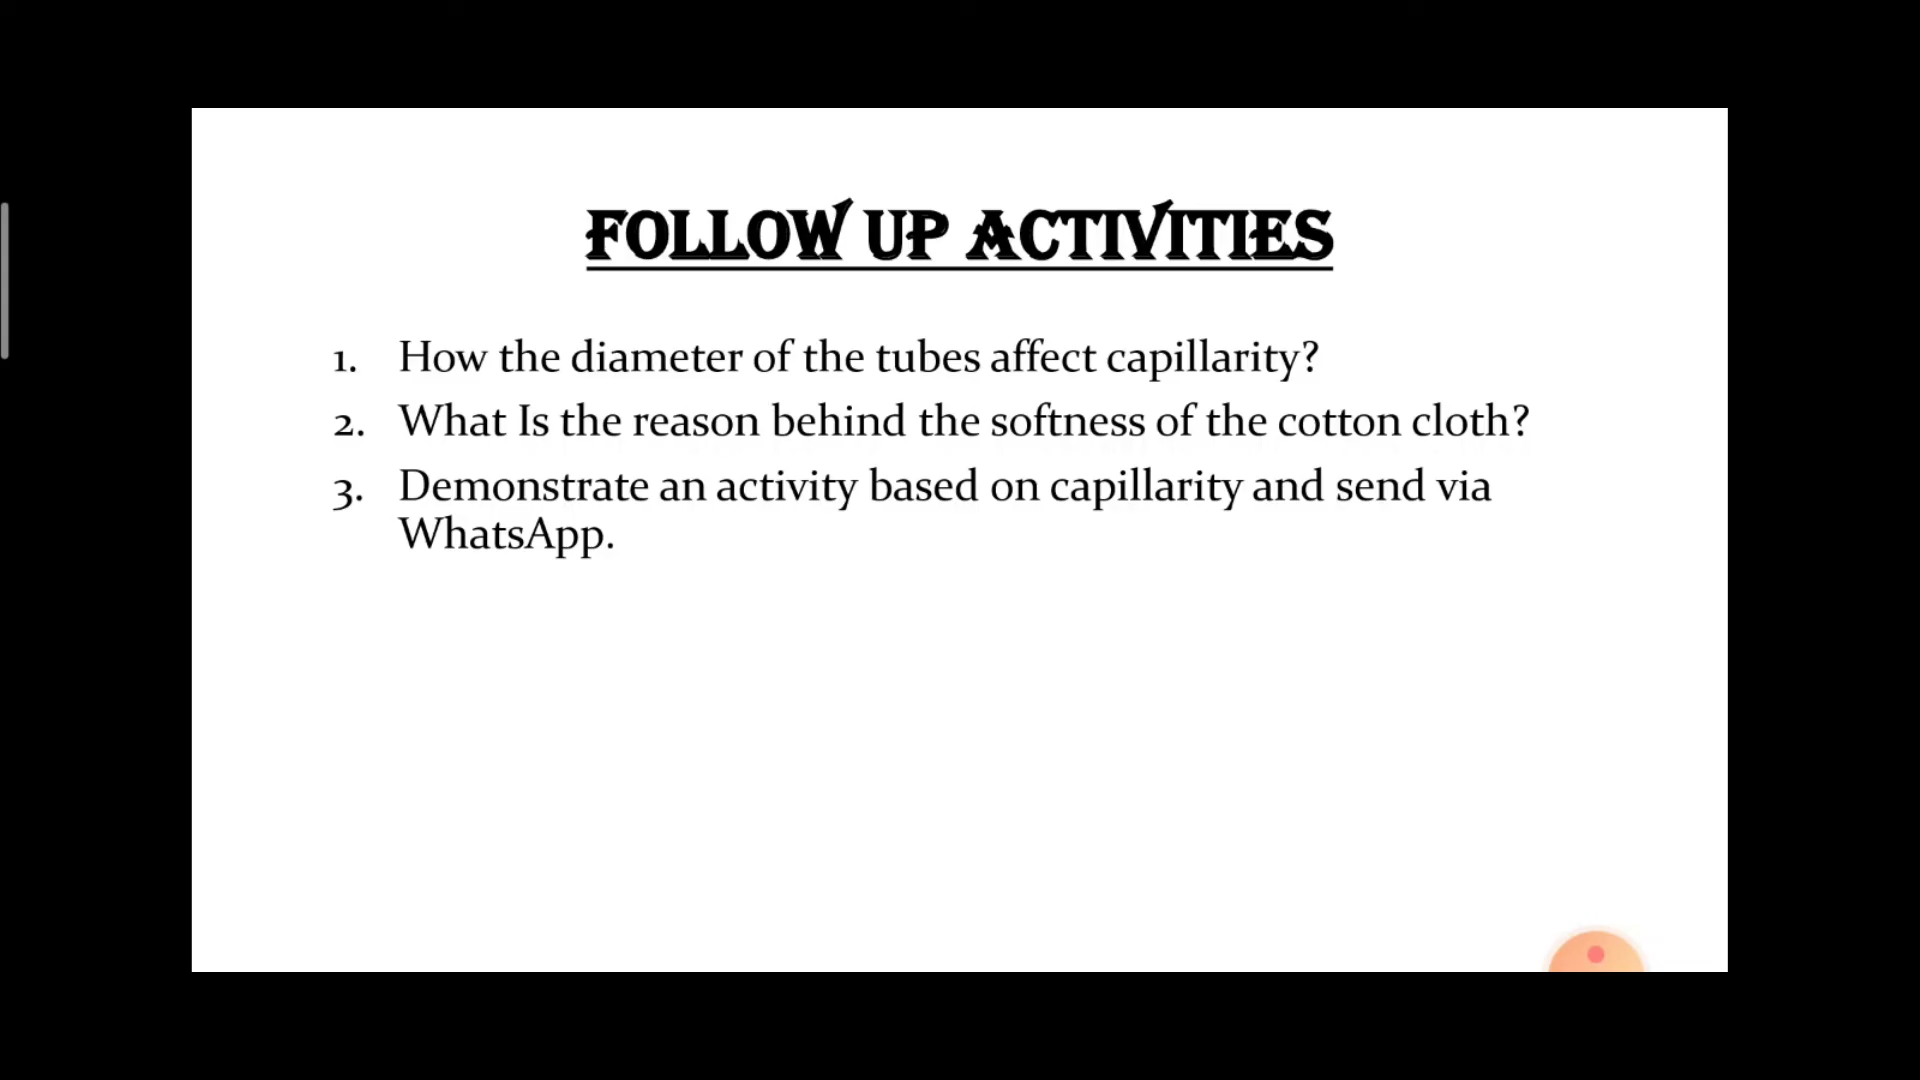 FOLLOW UP ACTIVITIES
1. How the diameter of the tubes affect capillarity?
2. What Is the reason behind the softness of the cotton cloth?
3. Demonstrate an activity based on capillarity and send via
WhatsApp.